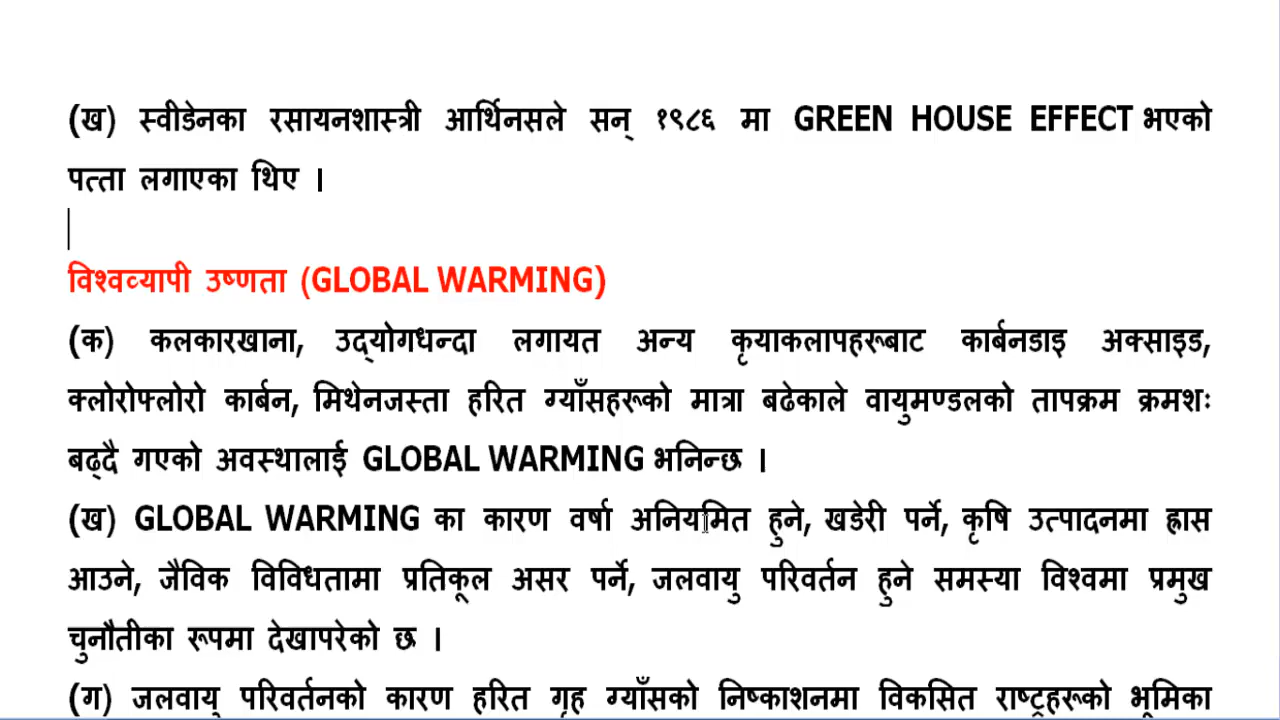 (ख) स्वीडेनका रसायनशास्त्री आर्थिनसले सन् १९८६ मा GREEN HOUSE EFFECT भएको
पत्ता लगाएका थिए ।
विश्वव्यापी उष्णता (GLOBAL WARMING)
(क) कलकारखाना, उद्योगधन्दा लगायत अन्य कृयाकलापहरूबाट कार्बनडाइ अक्साइड,
क्लोरोफ्लोरो कार्बन, मिथेनजस्ता हरित ग्याँसहरूको मात्रा बढेकाले वायुमण्डलको तापक्रम क्रमशः
बढ्दै गएको अवस्थालाई GLOBAL WARMING भनिन्छ ।
(ख) GLOBAL WARMING का कारण वर्षा अनियमित हुने, खडेरी पर्ने, कृषि उत्पादनमा ह्रास
आउने, जैविक विविधतामा प्रतिकूल असर पर्ने, जलवायु परिवर्तन हुने समस्या विश्वमा प्रमुख
चुनौतीका रूपमा देखापरेको छ ।
(ग) जलवायु परिवर्तनको कारण हरित गृह ग्याँसको निष्काशनमा विकसित राष्ट्रहरूको भूमिका